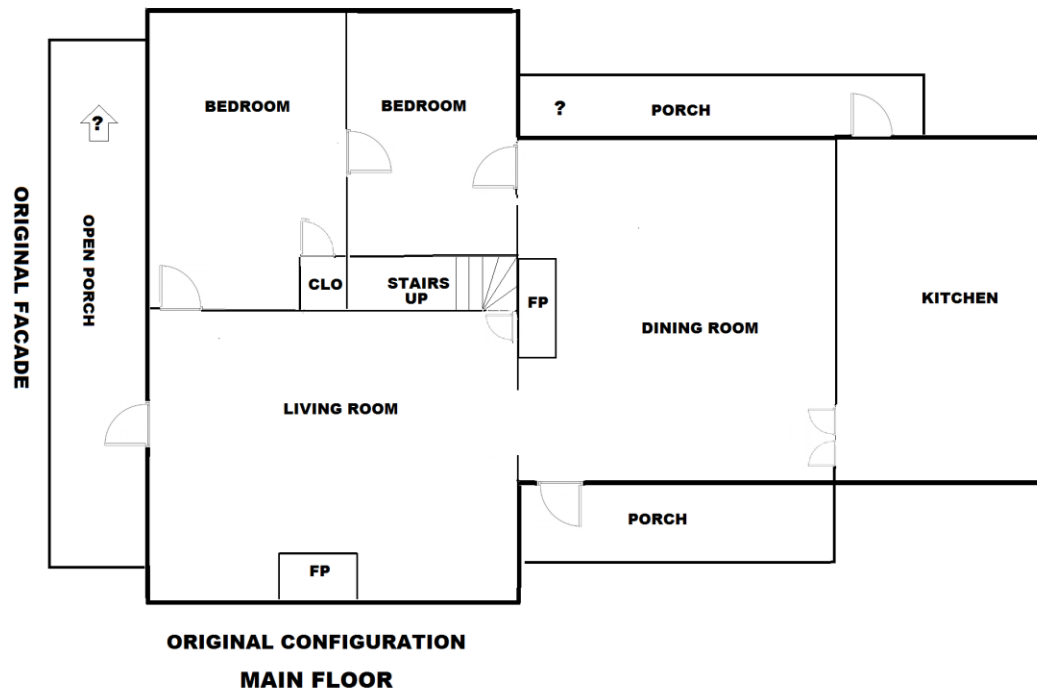 BEDROOM
BEDROOM
?
PORCH
?
ORIGINAL FACADE
OPEN PORCH
CLO
STAIRS
UP
FP
DINING ROOM
KITCHEN
LIVING ROOM
PORCH
FP
ORIGINAL CONFIGURATION
MAIN FLOOR